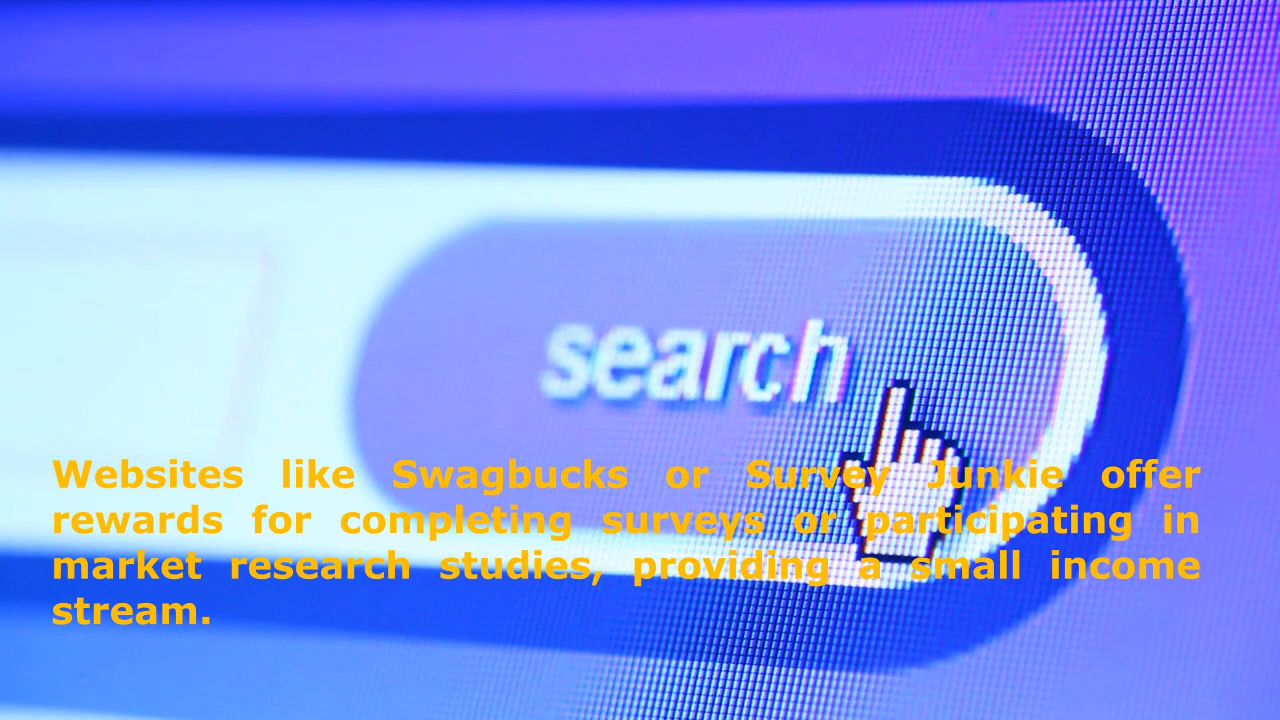 search
Websites like Swagbucks or Survey Junkie offer
rewards for completing surveys or participating in
market research studies, providing a small income
stream.